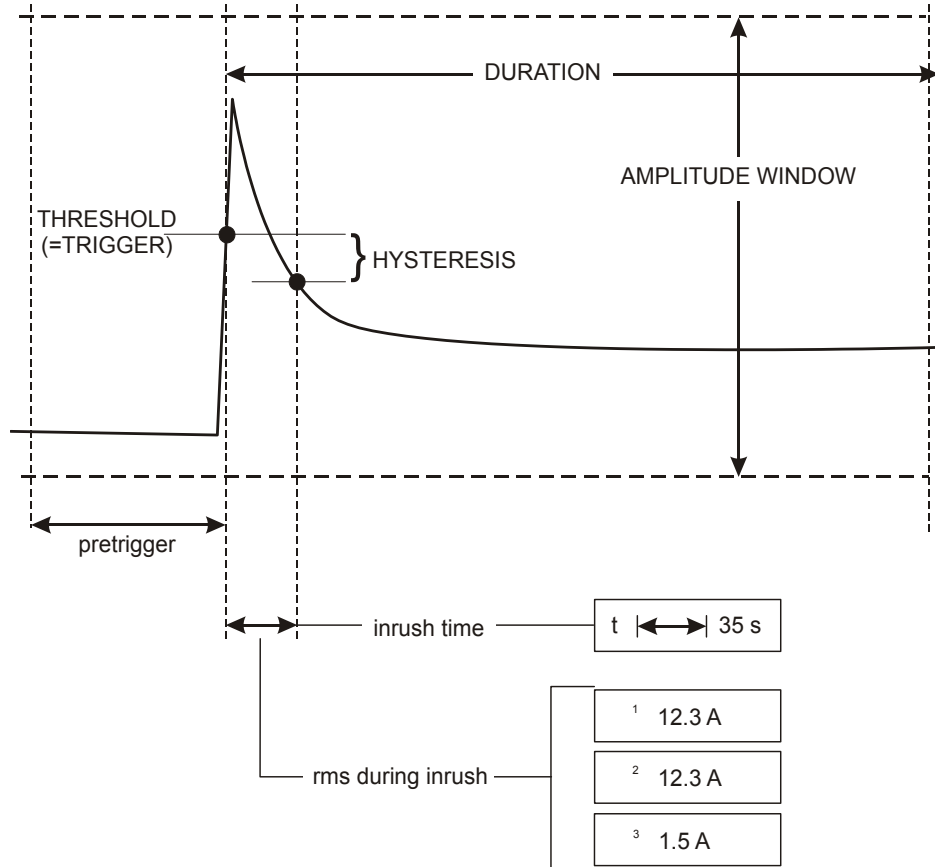 DURATION
AMPLITUDE WINDOW
THRESHOLD
(=TRIGGER)
HYSTERESIS
pretrigger
inrush time
t 35 s
1 12.3 A
rms during inrush
2 12.3 A
3 1.5 A